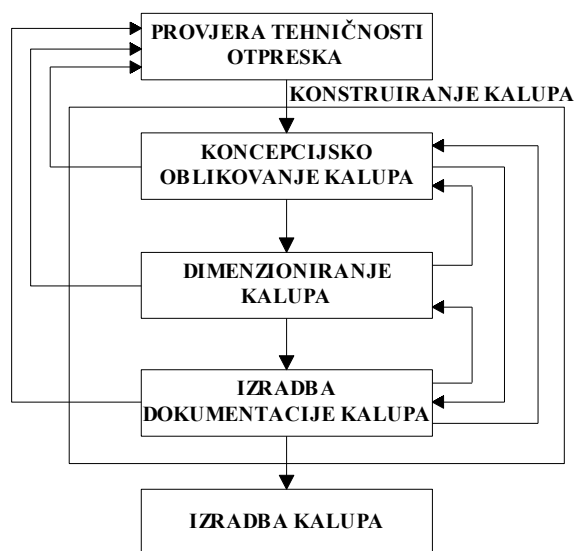 PROVJERA TEHNIČNOSTI
OTPRESKA
KONSTRUIRANJE KALUPA
KONCEPCIJSKO
OBLIKOVANJE KALUPA
DIMENZIONIRANJE
KALUPA
IZRADBA
DOKUMENTACIJE KALUPA
IZRADBA KALUPA